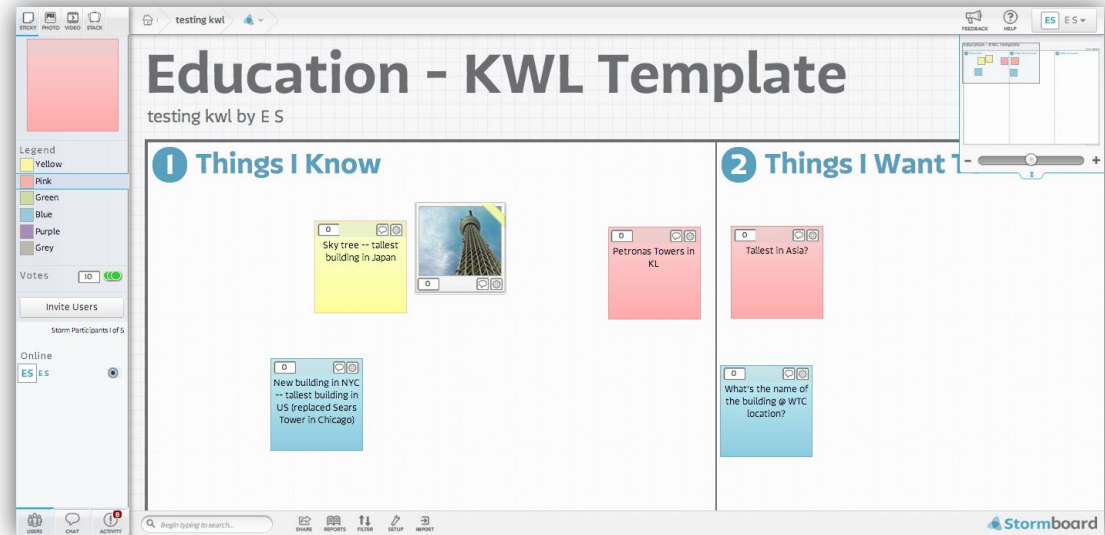 STICKY PHOTO VIDEO STACK
testing kwl
FEEDBACK HELP ES E S
Education - KWL Template
testing kwl by E S
Legend
Yellow
Pink
Green
Blue
Purple
Grey
Votes 10
Invite Users
Storm Participants 1 of 5
Online
ES E S
1 Things I Know
0
Sky tree -- tallest
building in Japan
0
0
Petronas Towers in
KL
0
New building in NYC
-- tallest building in
US (replaced Sears
Tower in Chicago)
2 Things I Want T
0
Tallest in Asia?
0
What's the name of
the building @ WTC
location?
Education - KWL Template
- +
USERS CHAT ACTIVITY
Begin typing to search...
SHARE REPORTS FILTER SETUP IMPORT
Stormboard